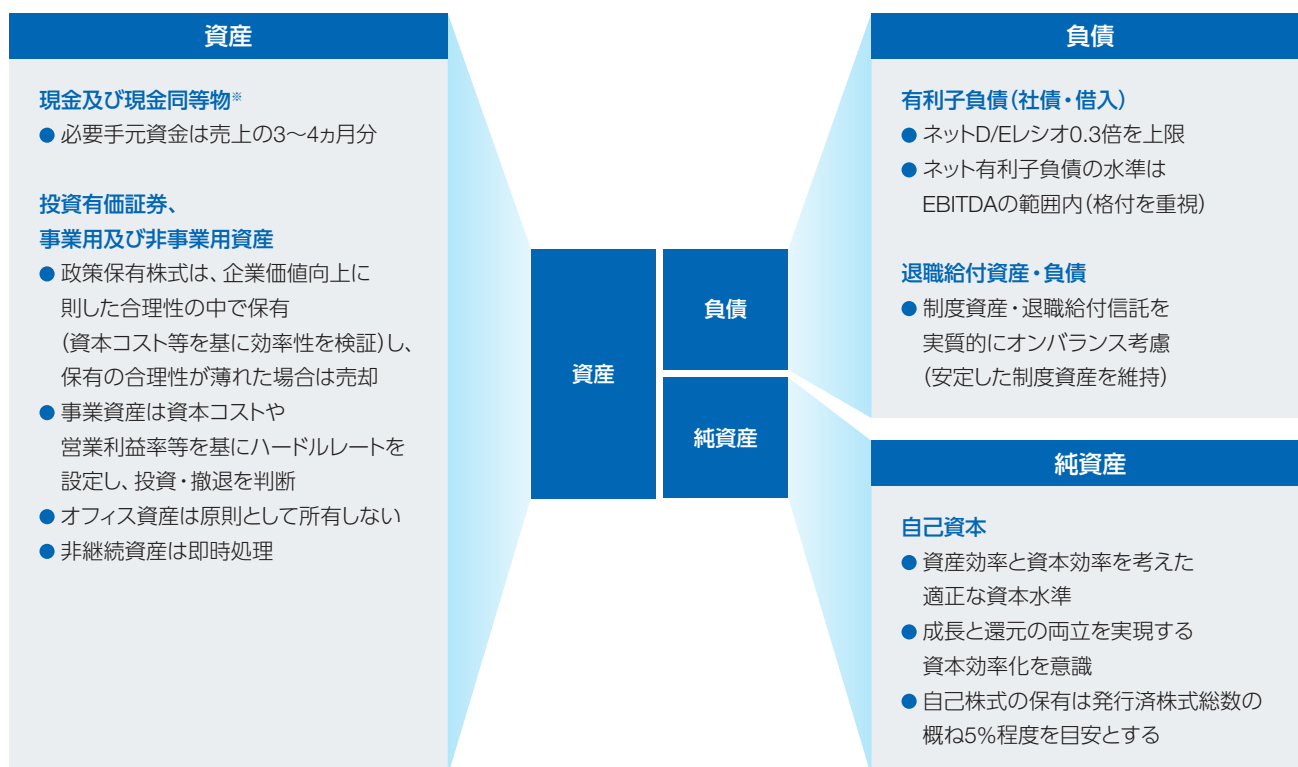 資産
現金及び現金同等物※
● 必要手元資金は売上の3〜4ヵ月分
投資有価証券、
事業用及び非事業用資産
● 政策保有株式は、企業価値向上に
則した合理性の中で保有
（資本コスト等を基に効率性を検証）し、
保有の合理性が薄れた場合は売却
● 事業資産は資本コストや
営業利益率等を基にハードルレートを
設定し、投資・撤退を判断
● オフィス資産は原則として所有しない
● 非継続資産は即時処理
資産
負債
純資産
負債
有利子負債（社債・借入）
● ネットD/Eレシオ0.3倍を上限
● ネット有利子負債の水準は
EBITDAの範囲内（格付を重視）
退職給付資産・負債
● 制度資産・退職給付信託を
実質的にオンバランス考慮
（安定した制度資産を維持）
純資産
自己資本
● 資産効率と資本効率を考えた
適正な資本水準
● 成長と還元の両立を実現する
資本効率化を意識
● 自己株式の保有は発行済株式総数の
概ね5%程度を目安とする